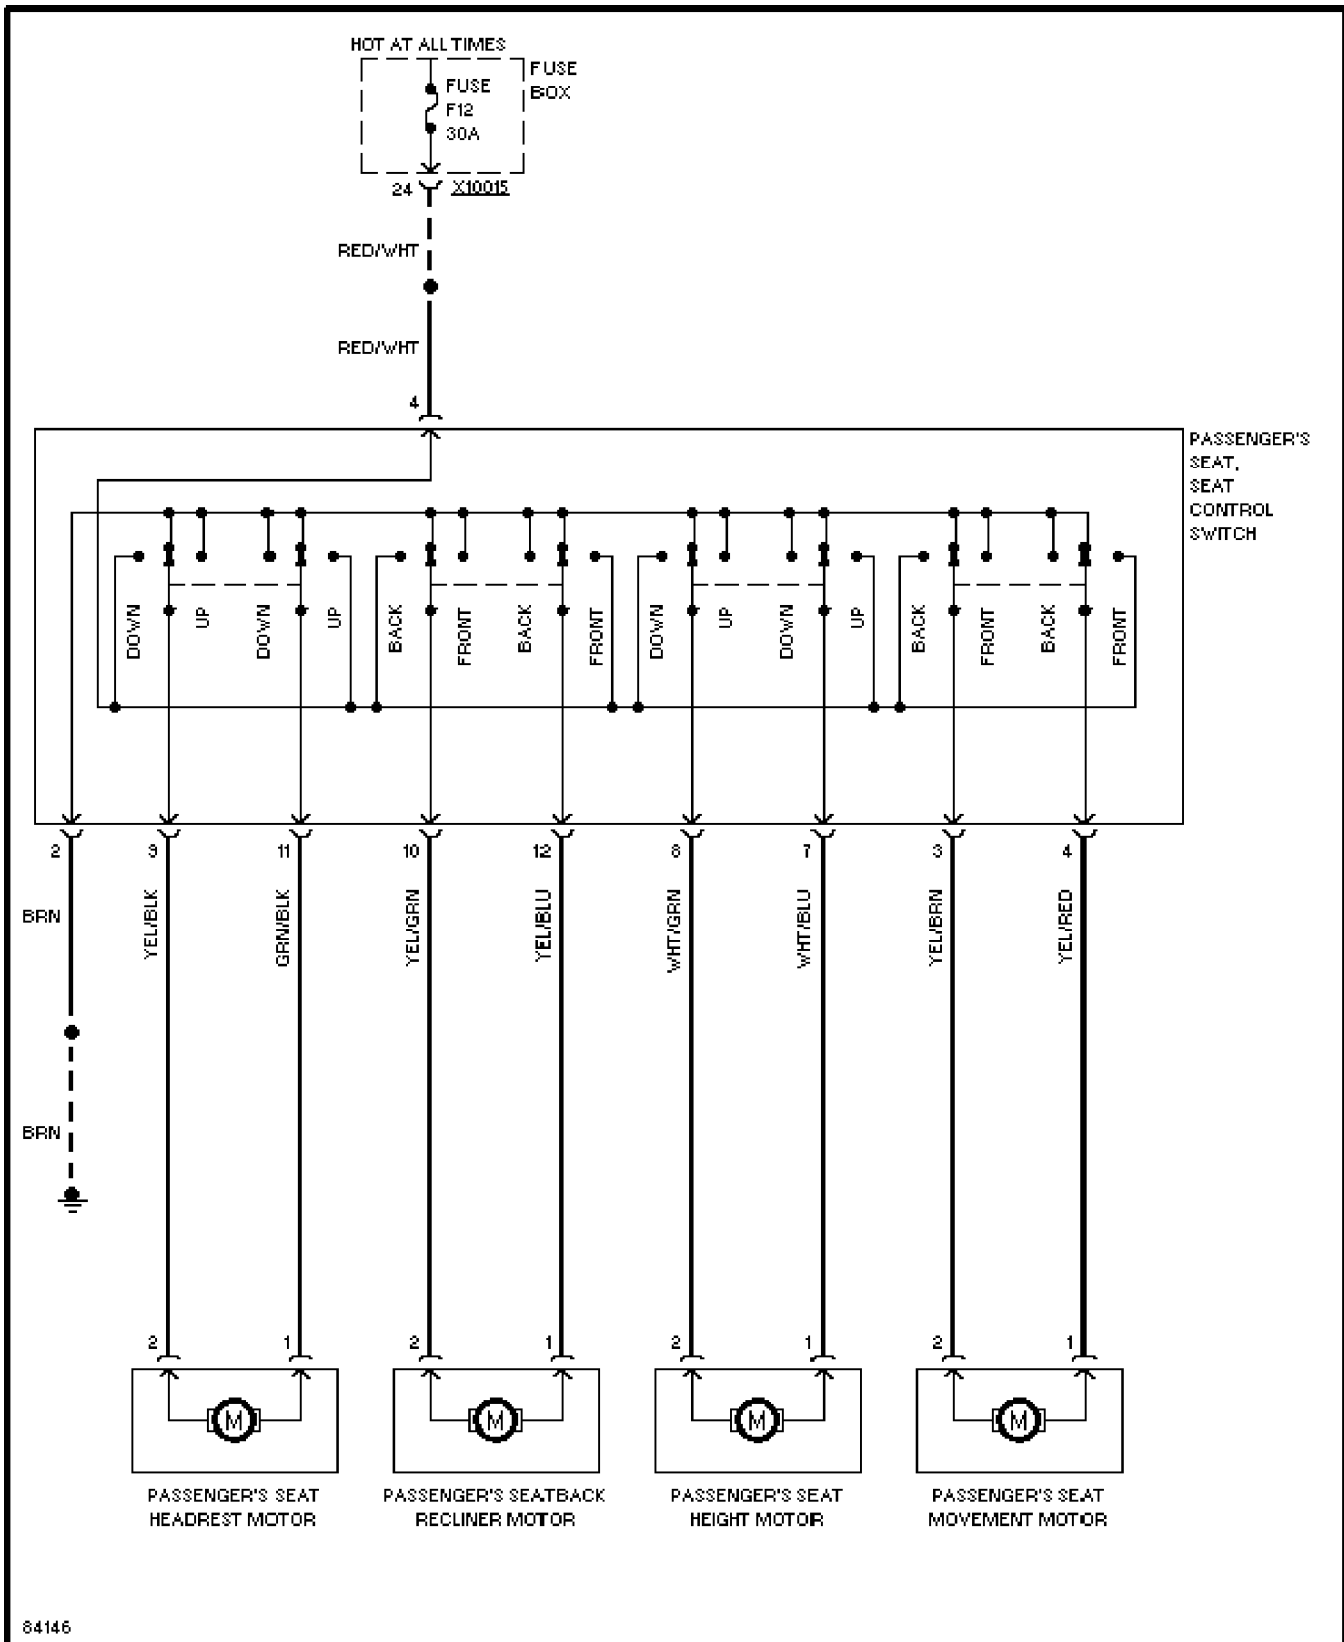 HOT AT ALL TIMES
FUSE
BOX
FUSE
F12
30A
24 X10015
RED/WHT
RED/WHT
4
PASSENGER'S
SEAT,
SEAT
CONTROL
SWITCH
DOWN UP DOWN UP BACK FRONT BACK FRONT DOWN UP DOWN UP BACK FRONT BACK FRONT
2 9 11 10 12 8 7 3 4
BRN YEL/BLK GRN/BLK YEL/GRN YEL/BLU WHT/GRN WHT/BLU YEL/BRN YEL/RED
BRN
2 1 2 1 2 1 2 1
M M M M
PASSENGER'S SEAT
HEADREST MOTOR
PASSENGER'S SEATBACK
RECLINER MOTOR
PASSENGER'S SEAT
HEIGHT MOTOR
PASSENGER'S SEAT
MOVEMENT MOTOR
84146